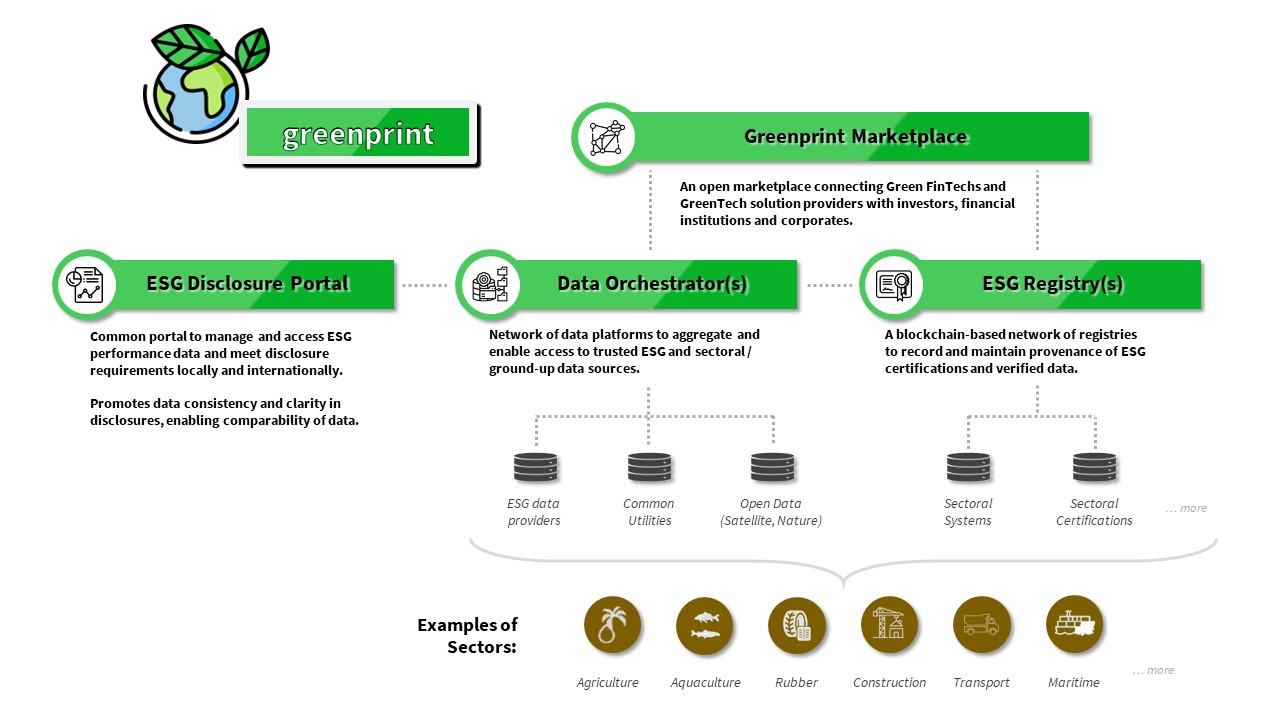 greenprint
Greenprint Marketplace
An open marketplace connecting Green FinTechs and
GreenTech solution providers with investors, financial
institutions and corporates.
ESG Disclosure Portal
Common portal to manage and access ESG
performance data and meet disclosure
requirements locally and internationally.
Promotes data consistency and clarity in
disclosures, enabling comparability of data.
Data Orchestrator(s)
Network of data platforms to aggregate and
enable access to trusted ESG and sectoral /
ground-up data sources.
ESG Registry(s)
A blockchain-based network of registries
to record and maintain provenance of ESG
certifications and verified data.
ESG data
providers
Common
Utilities
Open Data
(Satellite, Nature)
Sectoral
Systems
Sectoral
Certifications
... more
Examples of
Sectors:
Agriculture
Aquaculture
Rubber
Construction
Transport
Maritime
... more